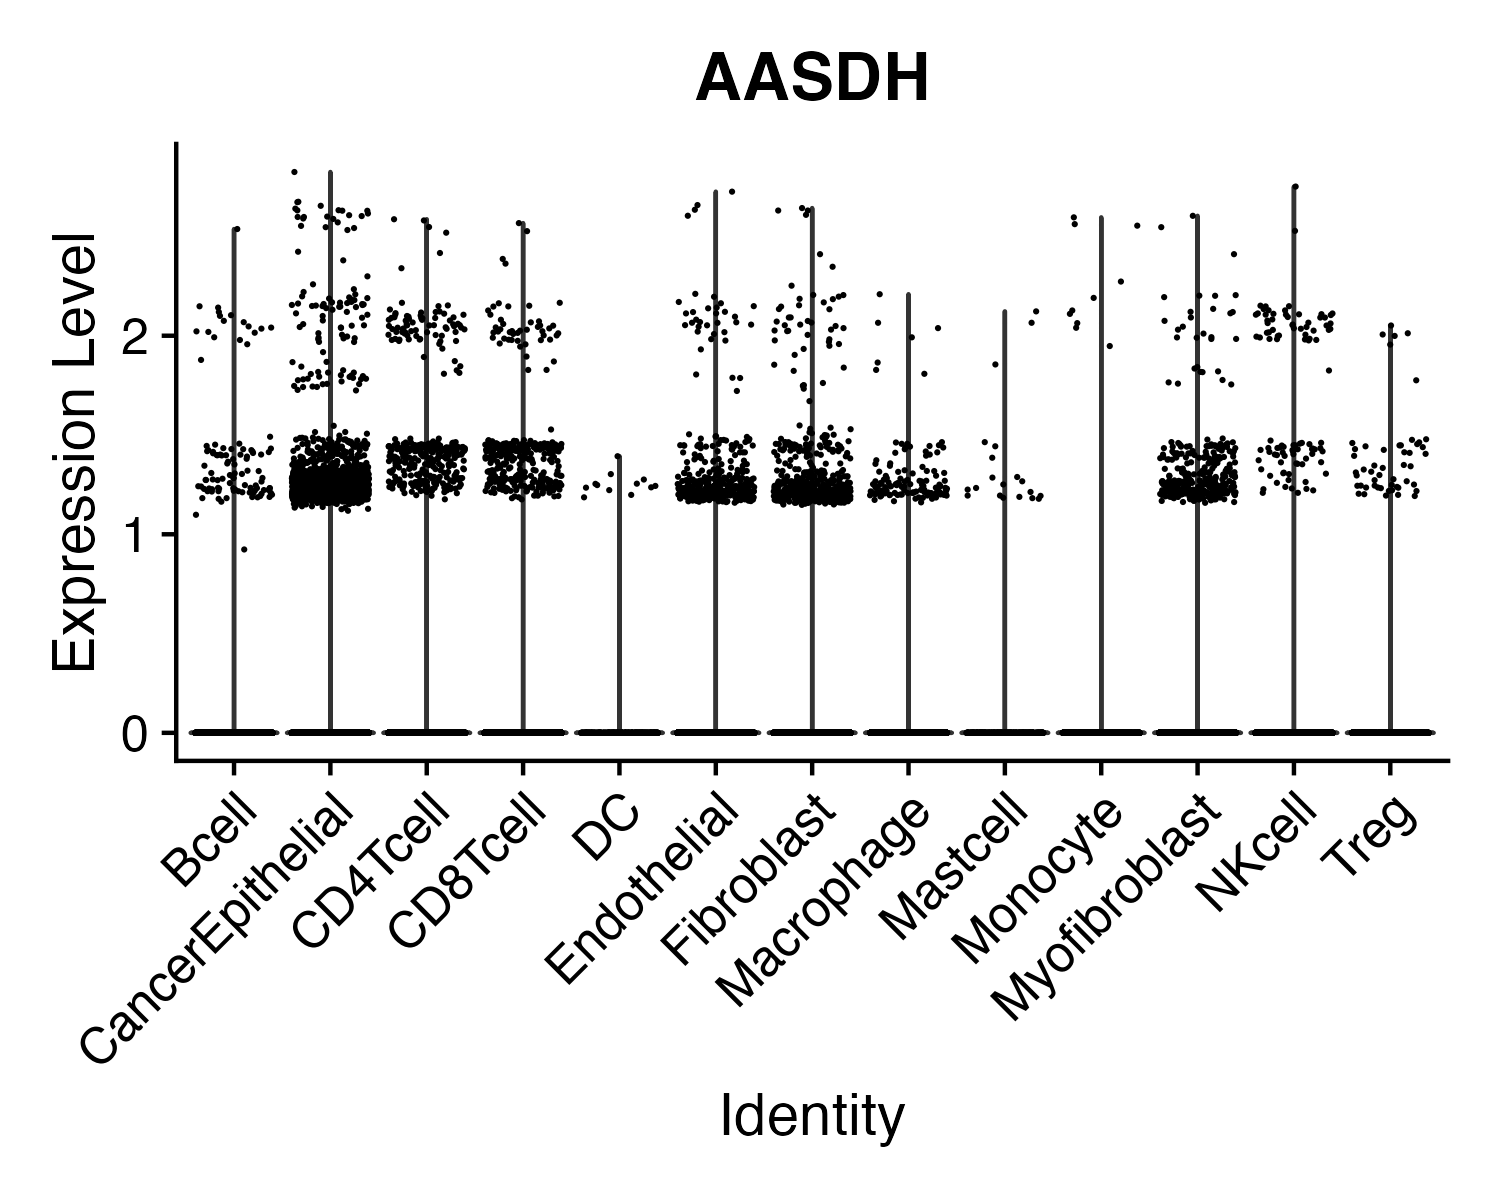 AASDH
Expression Level
2
1
0
Bcell
CancerEpithelial
CD4Tcell
CD8Tcell
DC
Endothelial
Fibroblast
Macrophage
Mastcell
Monocyte
Myofibroblast
NKcell
Treg
Identity